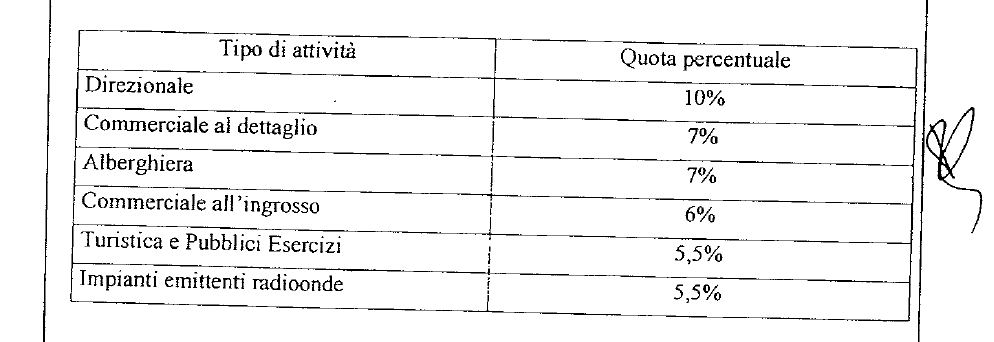 Tipo di attività Quota percentuale
Direzionale 10%
Commerciale al dettaglio 7%
Alberghiera 7%
Commerciale all'ingrosso 6%
Turistica e Pubblici Esercizi 5,5%
Impianti emittenti radioonde 5,5%